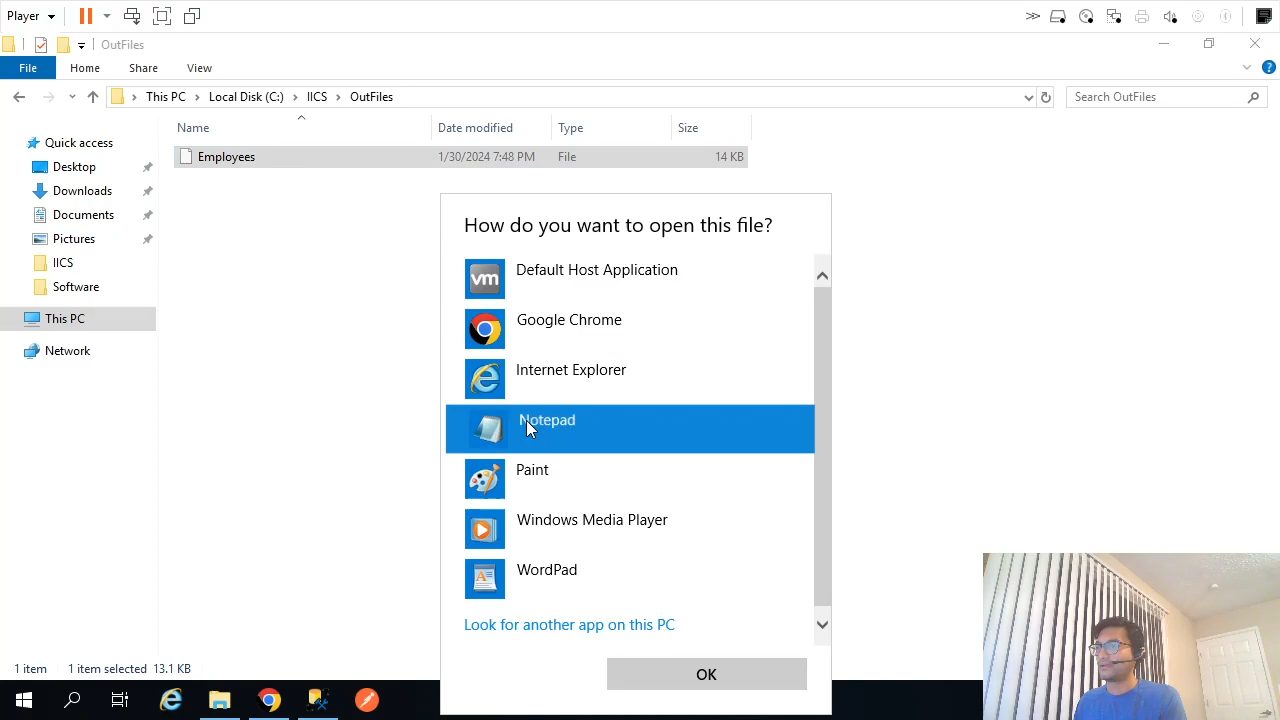 Player
OutFiles
File Home Share View
This PC Local Disk (C:) IICS OutFiles
Search OutFiles
Name Date modified Type Size
Employees 1/30/2024 7:48 PM File 14 KB
Quick access
Desktop
Downloads
Documents
Pictures
IICS
Software
This PC
Network
How do you want to open this file?
vm Default Host Application
Google Chrome
Internet Explorer
Notepad
Paint
Windows Media Player
WordPad
Look for another app on this PC
OK
1 item 1 item selected 13.1 KB